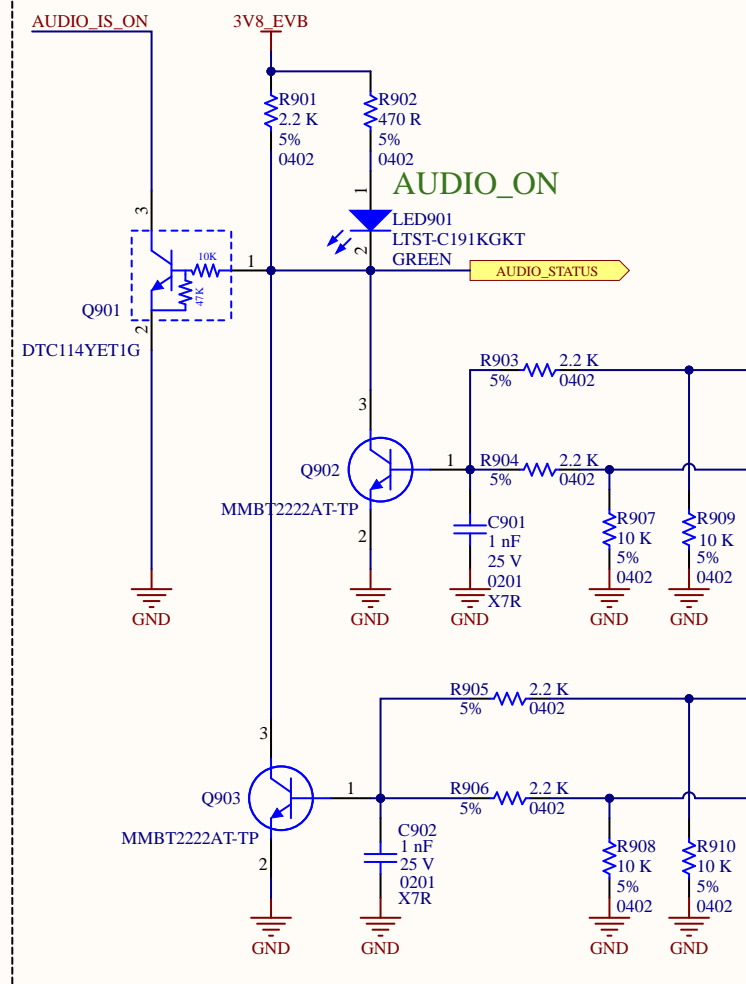 AUDIO_IS_ON
3V8_EVB
R901
2.2 K
5%
0402
R902
470 R
5%
0402
1
AUDIO_ON
LED901
LTST-C191KGKT
GREEN
2
3
10K
47K
1
Q901
2
DTC114YET1G
AUDIO_STATUS
R903
5%
2.2 K
0402
3
Q902
1
R904
5%
2.2 K
0402
MMBT2222AT-TP
2
C901
1 nF
25 V
0201
X7R
R907
10 K
5%
0402
R909
10 K
5%
0402
GND
GND
GND
GND
GND
R905
5%
2.2 K
0402
3
Q903
1
R906
5%
2.2 K
0402
MMBT2222AT-TP
2
C902
1 nF
25 V
0201
X7R
R908
10 K
5%
0402
R910
10 K
5%
0402
GND
GND
GND
GND